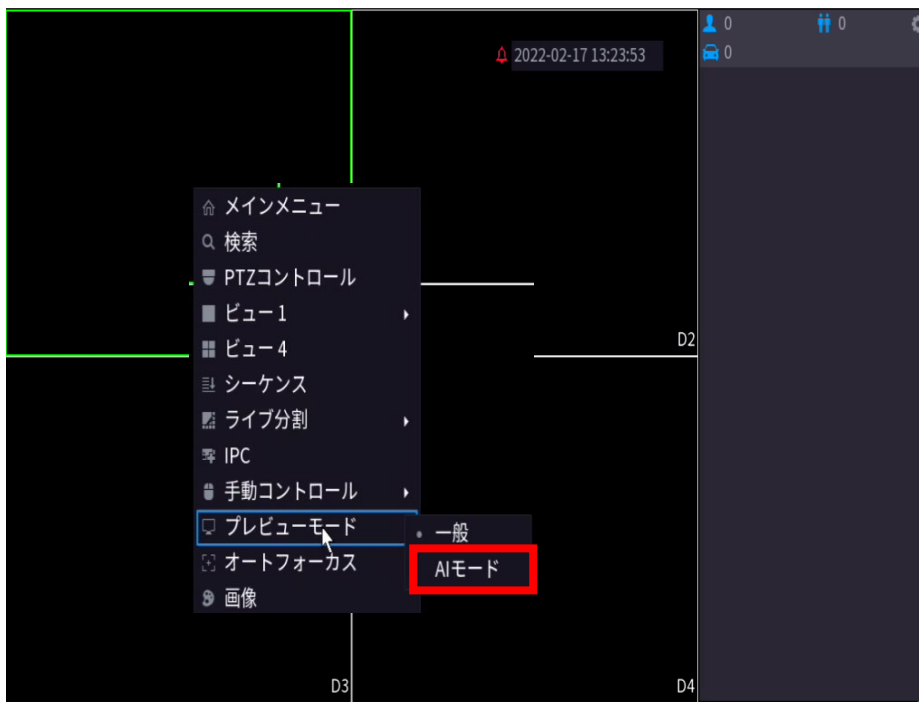 0 0
2022-02-17 13:23:53 0
メインメニュー
検索
PTZコントロール
ビュー1
D2
ビュー4
シーケンス
ライブ分割
IPC
手動コントロール
プレビューモード
一般
オートフォーカス
AIモード
画像
D3 D4